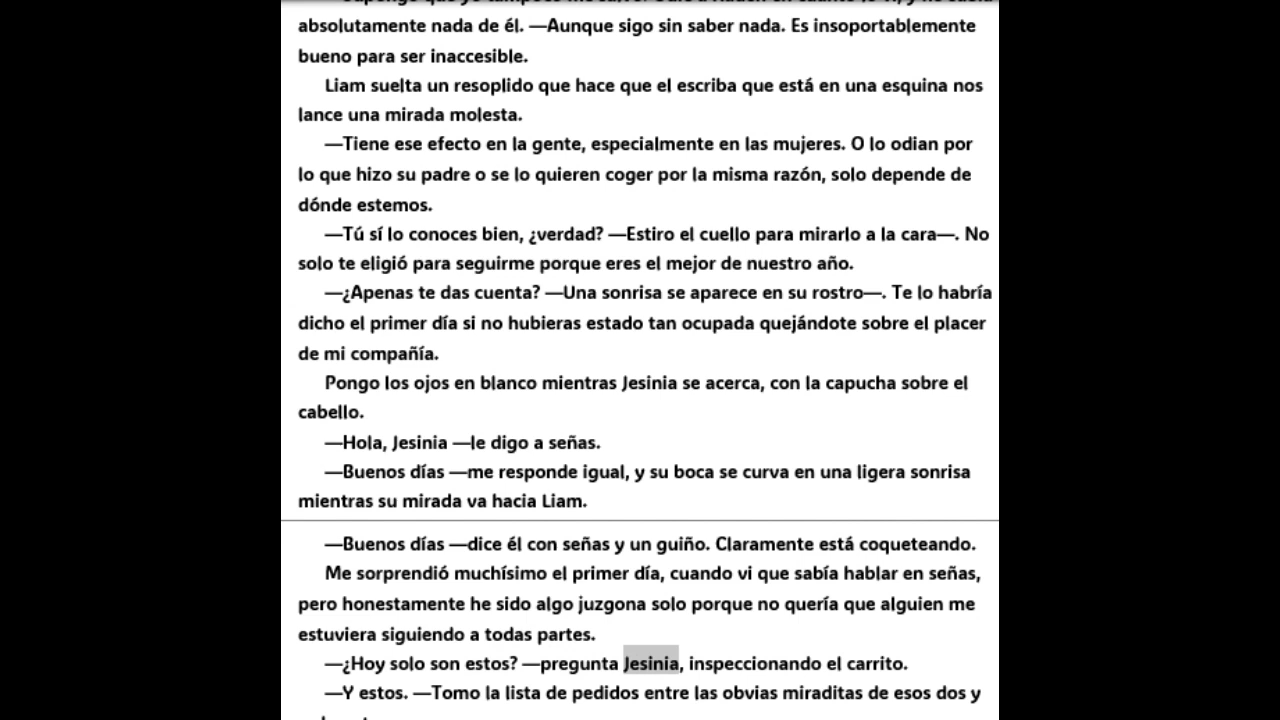 absolutamente nada de él. —Aunque sigo sin saber nada. Es insoportablemente
bueno para ser inaccesible.
Liam suelta un resoplido que hace que el escriba que está en una esquina nos
lance una mirada molesta.
—Tiene ese efecto en la gente, especialmente en las mujeres. O lo odian por
lo que hizo su padre o se lo quieren coger por la misma razón, solo depende de
dónde estemos.
—Tú sí lo conoces bien, ¿verdad? —Estiro el cuello para mirarlo a la cara—. No
solo te eligió para seguirme porque eres el mejor de nuestro año.
—¿Apenas te das cuenta? —Una sonrisa se aparece en su rostro—. Te lo habría
dicho el primer día si no hubieras estado tan ocupada quejándote sobre el placer
de mi compañía.
Pongo los ojos en blanco mientras Jesinia se acerca, con la capucha sobre el
cabello.
—Hola, Jesinia —le digo a señas.
—Buenos días —me responde igual, y su boca se curva en una ligera sonrisa
mientras su mirada va hacia Liam.
—Buenos días —dice él con señas y un guiño. Claramente está coqueteando.
Me sorprendió muchísimo el primer día, cuando vi que sabía hablar en señas,
pero honestamente he sido algo juzgona solo porque no quería que alguien me
estuviera siguiendo a todas partes.
—¿Hoy solo son estos? —pregunta Jesinia, inspeccionando el carrito.
—Y estos. —Tomo la lista de pedidos entre las obvias miraditas de esos dos y